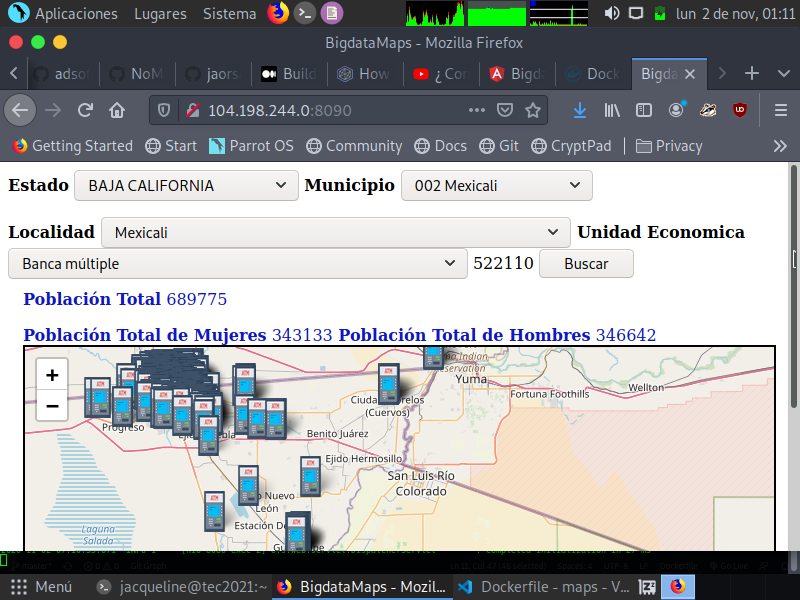 Aplicaciones Lugares Sistema lun 2 de nov, 01:11
BigdataMaps - Mozilla Firefox
adso NoM jaors Build How ¿Cor Bigd Dock Bigda
104.198.244.0:8090
Getting Started Start Parrot OS Community Docs Git CryptPad Privacy
Estado BAJA CALIFORNIA Municipio 002 Mexicali
Localidad Mexicali Unidad Economica
Banca múltiple 522110 Buscar
Población Total 689775
Población Total de Mujeres 343133 Población Total de Hombres 346642
+
−
Indian
Yuma
Wellton
Fortuna Foothills
Ciudad
(Cuervos)
Progreso
Benito Juárez
Ejido Hermosillo
San Luis Río
Colorado
Nuevo
León
Estación
Laguna
Salada
Menú jacqueline@tec2021:~ BigdataMaps - Mozil... Dockerfile - maps - V...